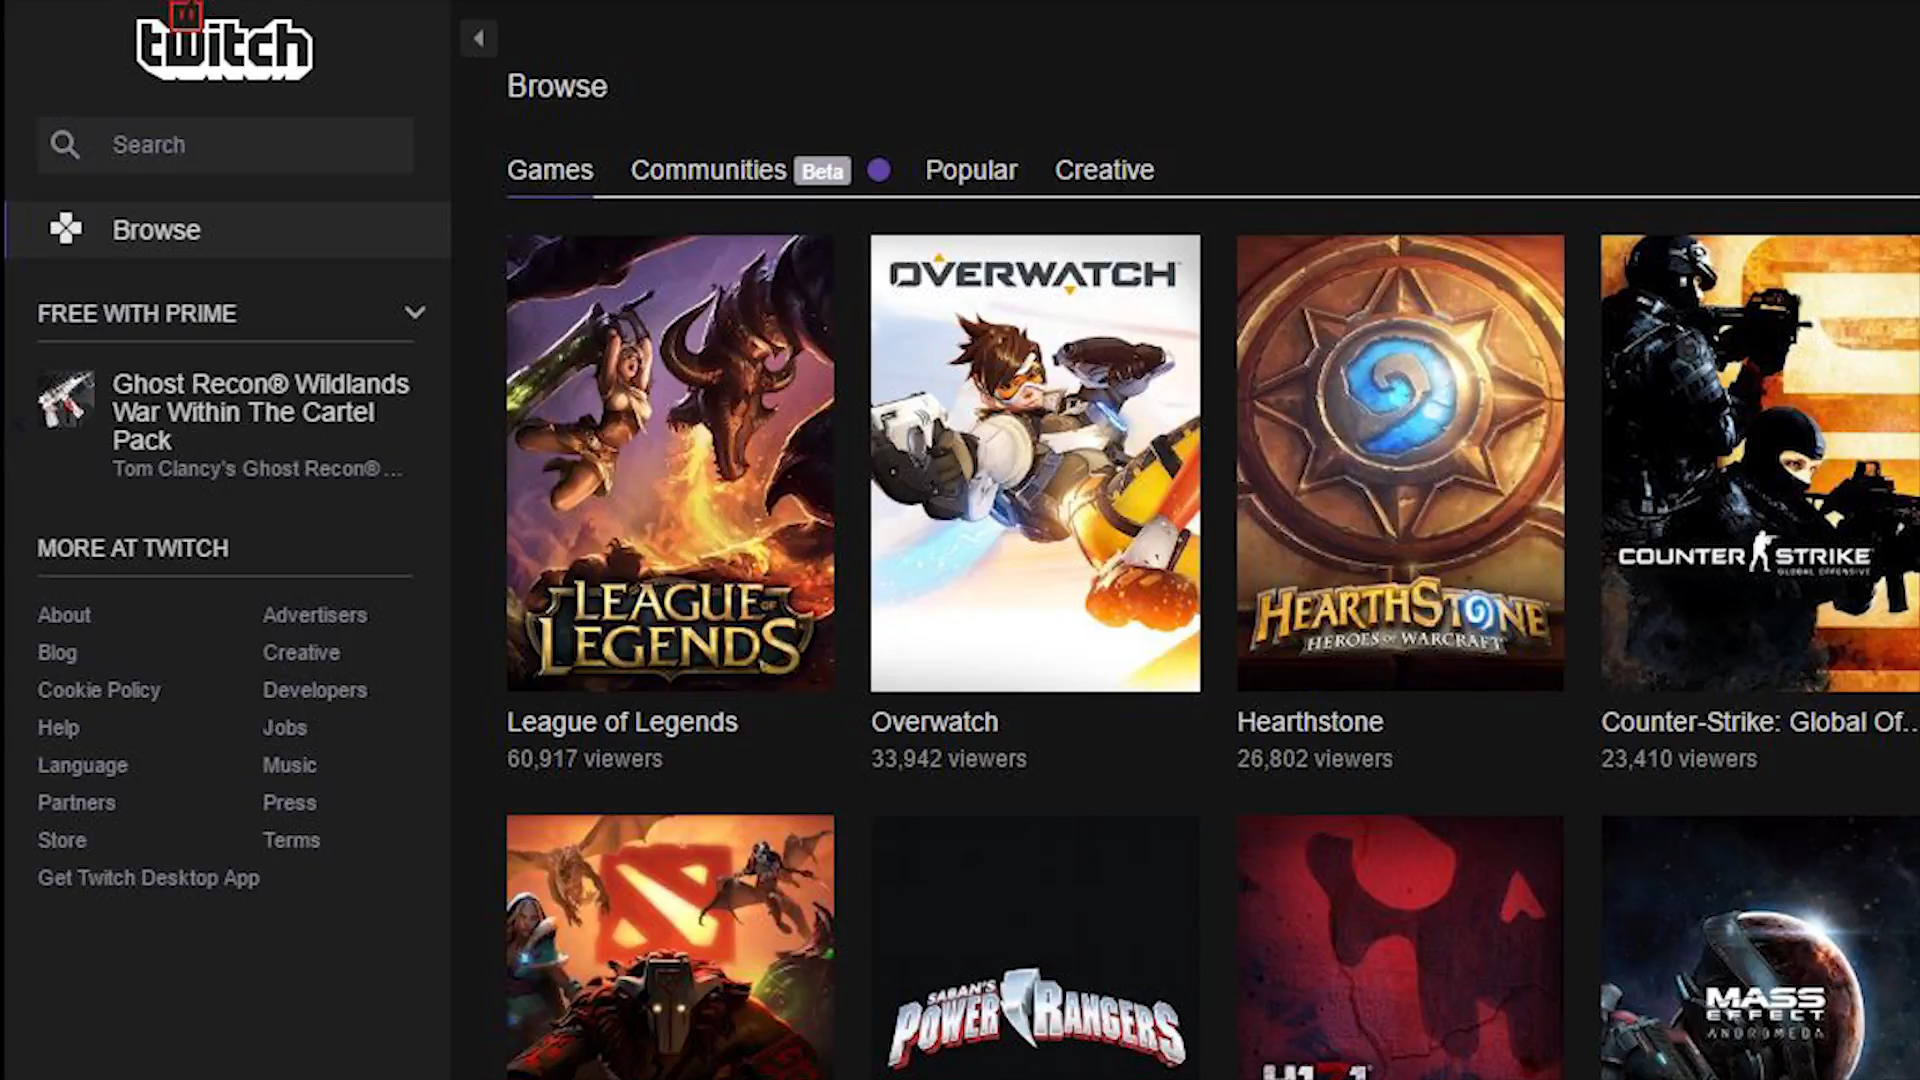 twitch
Search
Browse
FREE WITH PRIME
Ghost Recon® Wildlands
War Within The Cartel
Pack
Tom Clancy's Ghost Recon® ...
MORE AT TWITCH
About
Advertisers
Blog
Creative
Cookie Policy
Developers
Help
Jobs
Language
Music
Partners
Press
Store
Terms
Get Twitch Desktop App
Browse
Games
Communities Beta
Popular
Creative
LEAGUE OF
LEGENDS
OVERWATCH
HEARTHSTONE
HEROES OF WARCRAFT
COUNTER STRIKE
GLOBAL OFFENSIVE
League of Legends
60,917 viewers
Overwatch
33,942 viewers
Hearthstone
26,802 viewers
Counter-Strike: Global Of...
23,410 viewers
SABAN'S
POWER RANGERS
H1Z1
MASS
EFFECT
ANDROMEDA